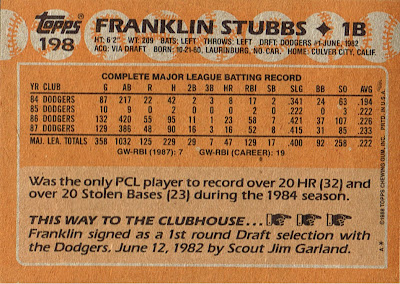 Topps
198
FRANKLIN STUBBS ✦ 1B
HT: 6'2" WT: 209 BATS: LEFT THROWS: LEFT DRAFT: DODGERS #1-JUNE, 1982
ACQ: VIA DRAFT BORN: 10-21-60, LAURINBURG, NO. CAR. HOME: CULVER CITY, CALIF.
COMPLETE MAJOR LEAGUE BATTING RECORD
YR CLUB G AB R H 2B 3B HR RBI SB SLG BB SO AVG
84 DODGERS 87 217 22 42 2 3 8 17 2 .341 24 63 .194
85 DODGERS 10 9 0 2 0 0 0 2 0 .222 0 3 .222
86 DODGERS 132 420 55 95 11 1 23 58 7 .421 37 107 .226
87 DODGERS 129 386 48 90 16 3 16 52 8 .415 31 85 .233
MAJ. LEA. TOTALS 358 1032 125 229 29 7 47 129 17 .400 92 258 .222
GW-RBI (1987): 7 GW-RBI (CAREER): 19
Was the only PCL player to record over 20 HR (32) and
over 20 Stolen Bases (23) during the 1984 season.
THIS WAY TO THE CLUBHOUSE...
Franklin signed as a 1st round Draft selection with
the Dodgers, June 12, 1982 by Scout Jim Garland.
©1988 TOPPS CHEWING GUM, INC. PRTD. IN U.S.A.
A*